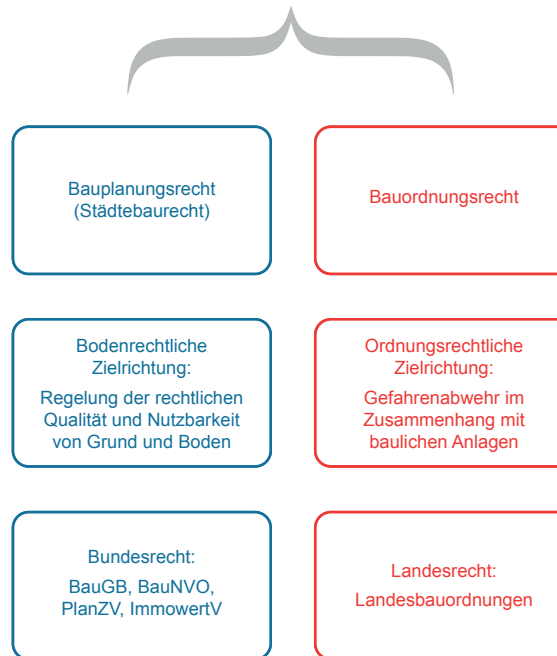 Bauplanungsrecht
(Städtebaurecht)
Bauordnungsrecht
Bodenrechtliche
Zielrichtung:
Regelung der rechtlichen
Qualität und Nutzbarkeit
von Grund und Boden
Ordnungsrechtliche
Zielrichtung:
Gefahrenabwehr im
Zusammenhang mit
baulichen Anlagen
Bundesrecht:
BauGB, BauNVO,
PlanZV, ImmowertV
Landesrecht:
Landesbauordnungen